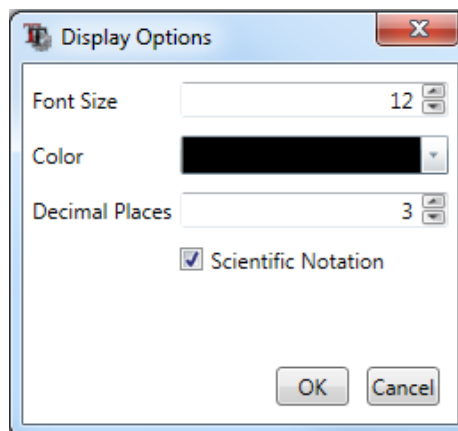 Display Options
Font Size 12
Color
Decimal Places 3
Scientific Notation
OK Cancel